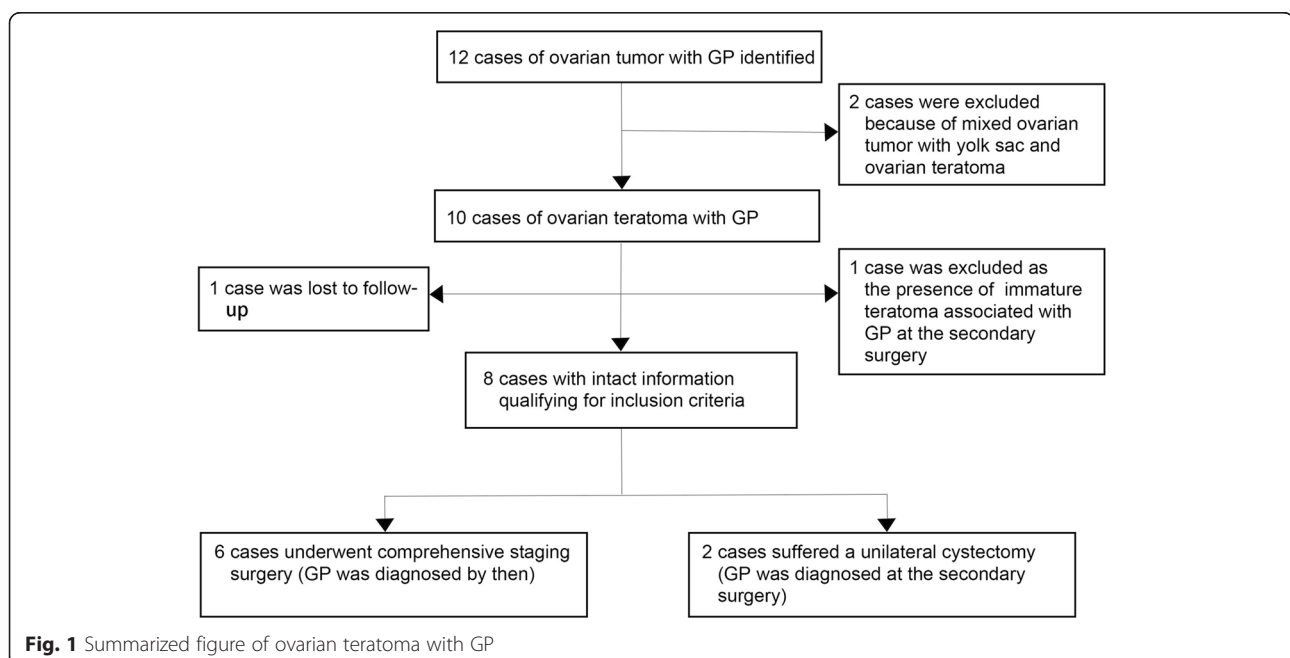 12 cases of ovarian tumor with GP identified
2 cases were excluded
because of mixed ovarian
tumor with yolk sac and
ovarian teratoma
10 cases of ovarian teratoma with GP
1 case was lost to follow-
up
1 case was excluded as
the presence of immature
teratoma associated with
GP at the secondary
surgery
8 cases with intact information
qualifying for inclusion criteria
6 cases underwent comprehensive staging
surgery (GP was diagnosed by then)
2 cases suffered a unilateral cystectomy
(GP was diagnosed at the secondary
surgery)
Fig. 1 Summarized figure of ovarian teratoma with GP